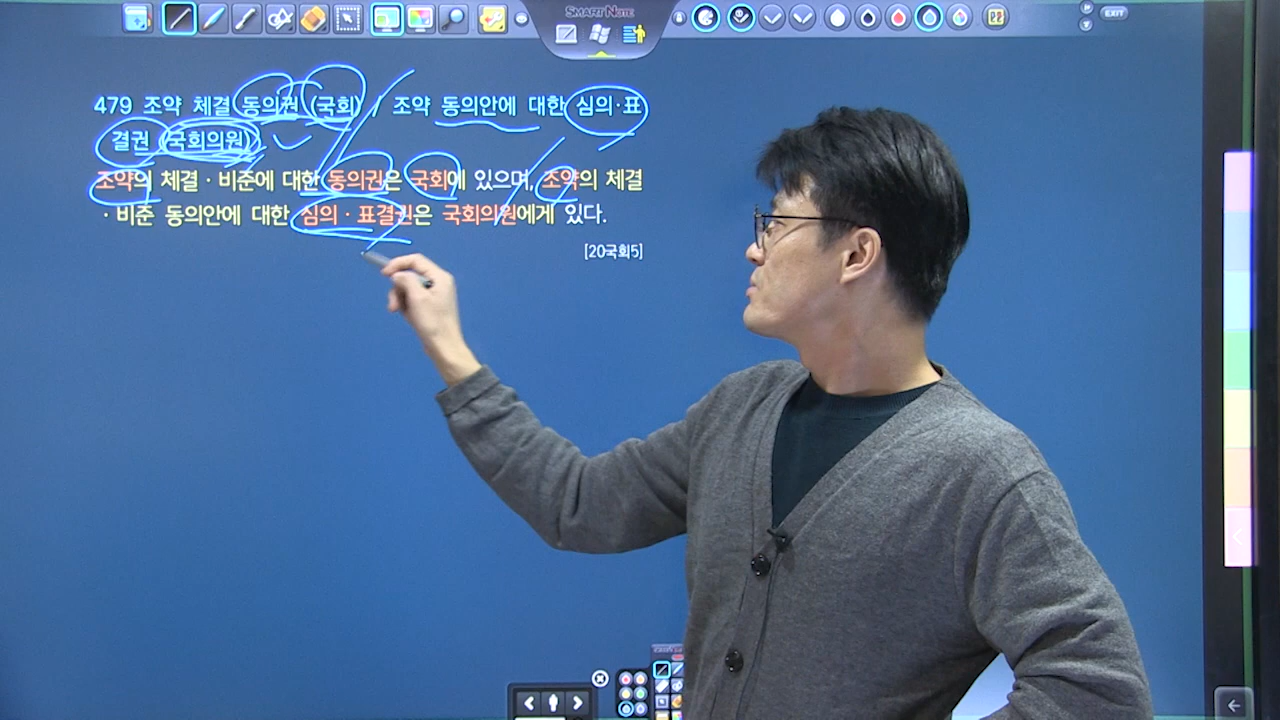 SMART NOTE
EXIT
479 조약 체결 동의권 (국회) / 조약 동의안에 대한 심의·표
결권 (국회의원)
조약의 체결·비준에 대한 동의권은 국회에 있으며, 조약의 체결
·비준 동의안에 대한 심의·표결권은 국회의원에게 있다.
[20국회5]